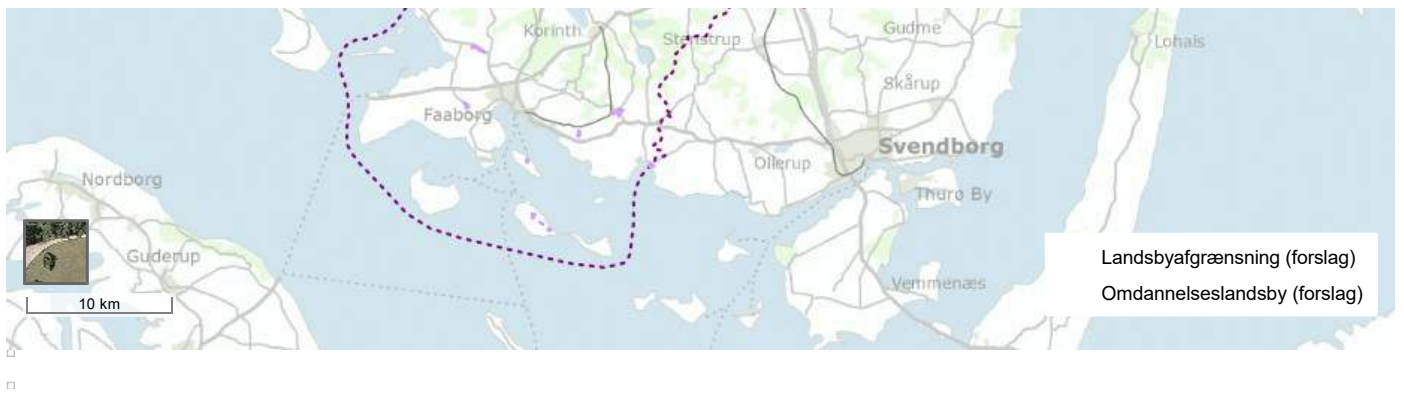 Korinth
Stenstrup
Gudme
Lohals
Skårup
Faaborg
Svendborg
Ollerup
Nordborg
Thurø By
Guderup
Landsbyafgrænsning (forslag)
Vemmenæs
Omdannelseslandsby (forslag)
10 km